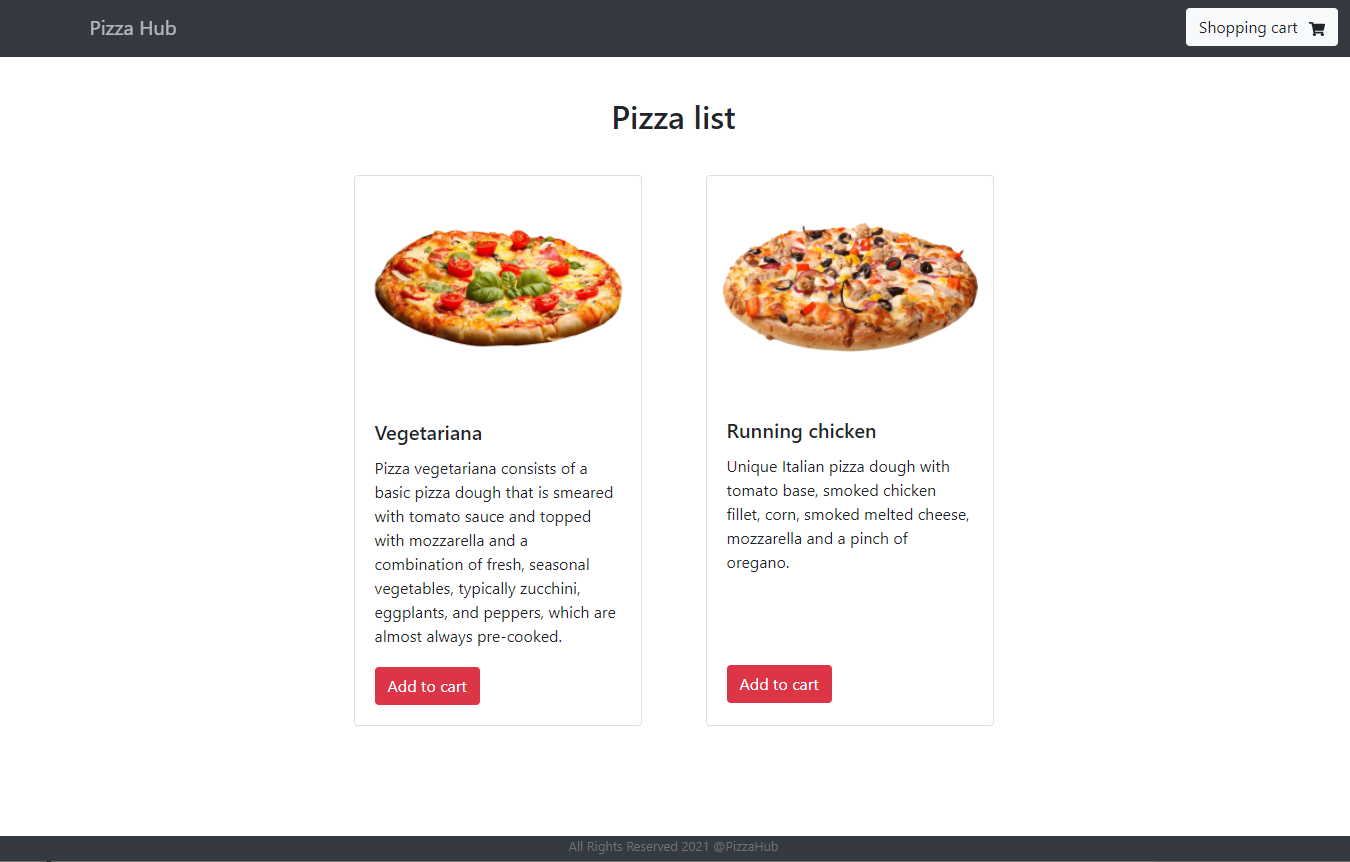 Pizza Hub
Shopping cart
Pizza list
Vegetariana
Pizza vegetariana consists of a
basic pizza dough that is smeared
with tomato sauce and topped
with mozzarella and a
combination of fresh, seasonal
vegetables, typically zucchini,
eggplants, and peppers, which are
almost always pre-cooked.
Add to cart
Running chicken
Unique Italian pizza dough with
tomato base, smoked chicken
fillet, corn, smoked melted cheese,
mozzarella and a pinch of
oregano.
Add to cart
All Rights Reserved 2021 @PizzaHub